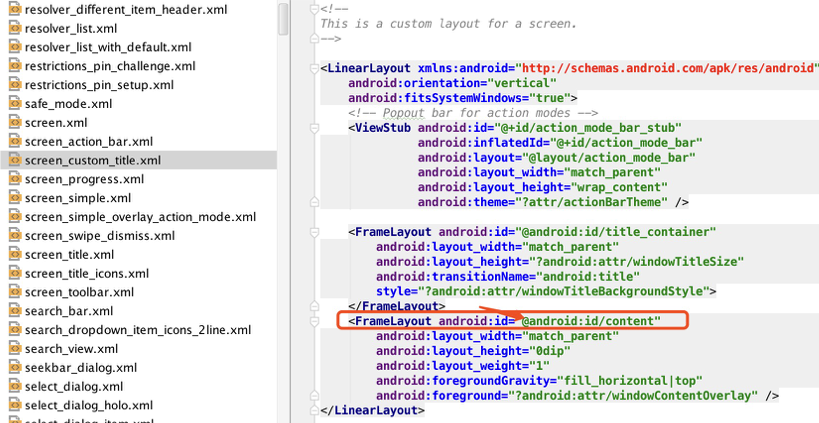 resolver_different_item_header.xml
resolver_list.xml
resolver_list_with_default.xml
restrictions_pin_challenge.xml
restrictions_pin_setup.xml
safe_mode.xml
screen.xml
screen_action_bar.xml
screen_custom_title.xml
screen_progress.xml
screen_simple.xml
screen_simple_overlay_action_mode.xml
screen_swipe_dismiss.xml
screen_title.xml
screen_title_icons.xml
screen_toolbar.xml
search_bar.xml
search_dropdown_item_icons_2line.xml
search_view.xml
seekbar_dialog.xml
select_dialog.xml
select_dialog_holo.xml
select_dialog_item.xml
<!--
This is a custom layout for a screen.
-->
<LinearLayout xmlns:android="http://schemas.android.com/apk/res/android"
android:orientation="vertical"
android:fitsSystemWindows="true">
<!-- Popout bar for action modes -->
<ViewStub android:id="@+id/action_mode_bar_stub"
android:inflatedId="@+id/action_mode_bar"
android:layout="@layout/action_mode_bar"
android:layout_width="match_parent"
android:layout_height="wrap_content"
android:theme="?attr/actionBarTheme" />
<FrameLayout android:id="@android:id/title_container"
android:layout_width="match_parent"
android:layout_height="?android:attr/windowTitleSize"
android:transitionName="android:title"
style="?android:attr/windowTitleBackgroundStyle">
</FrameLayout>
<FrameLayout android:id="@android:id/content"
android:layout_width="match_parent"
android:layout_height="0dip"
android:layout_weight="1"
android:foregroundGravity="fill_horizontal|top"
android:foreground="?android:attr/windowContentOverlay" />
</LinearLayout>